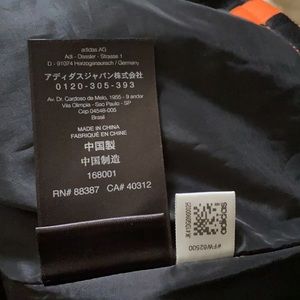 adidas AG
Adi - Dassler - Strasse 1
D - 91074 Herzogenaurach / Germany
アディダスジャパン株式会社
0120-305-393
Av. Dr. Cardoso de Melo, 1955 - 9 andar
Vila Olimpia - Sao Paulo - SP
Cep 04548-005
Brasil
MADE IN CHINA
FABRIQUÉ EN CHINE
中国製
中国制造
168001
RN# 88387 CA# 40312
adidas